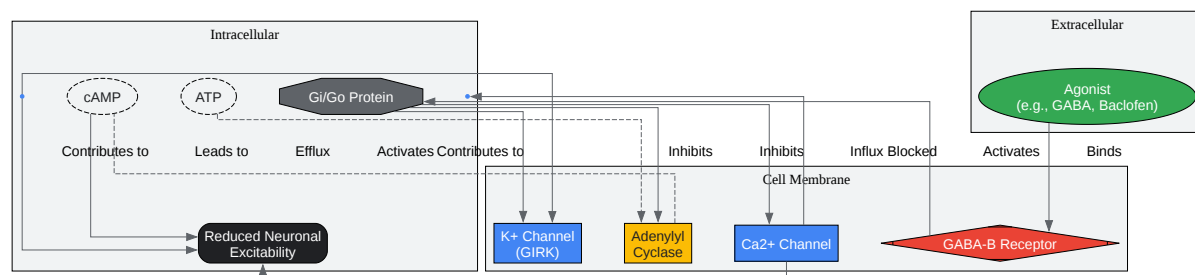 Extracellular
Intracellular
Agonist
(e.g., GABA, Baclofen)
cAMP
ATP
Gi/Go Protein
Contributes to
Leads to
Efflux
Activates
Contributes to
Inhibits
Inhibits
Influx Blocked
Activates
Binds
Cell Membrane
Reduced Neuronal
Excitability
K+ Channel
(GIRK)
Adenylyl
Cyclase
Ca2+ Channel
GABA-B Receptor